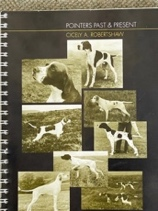 POINTERS PAST & PRESENT
CICELY A. ROBERTSHAW